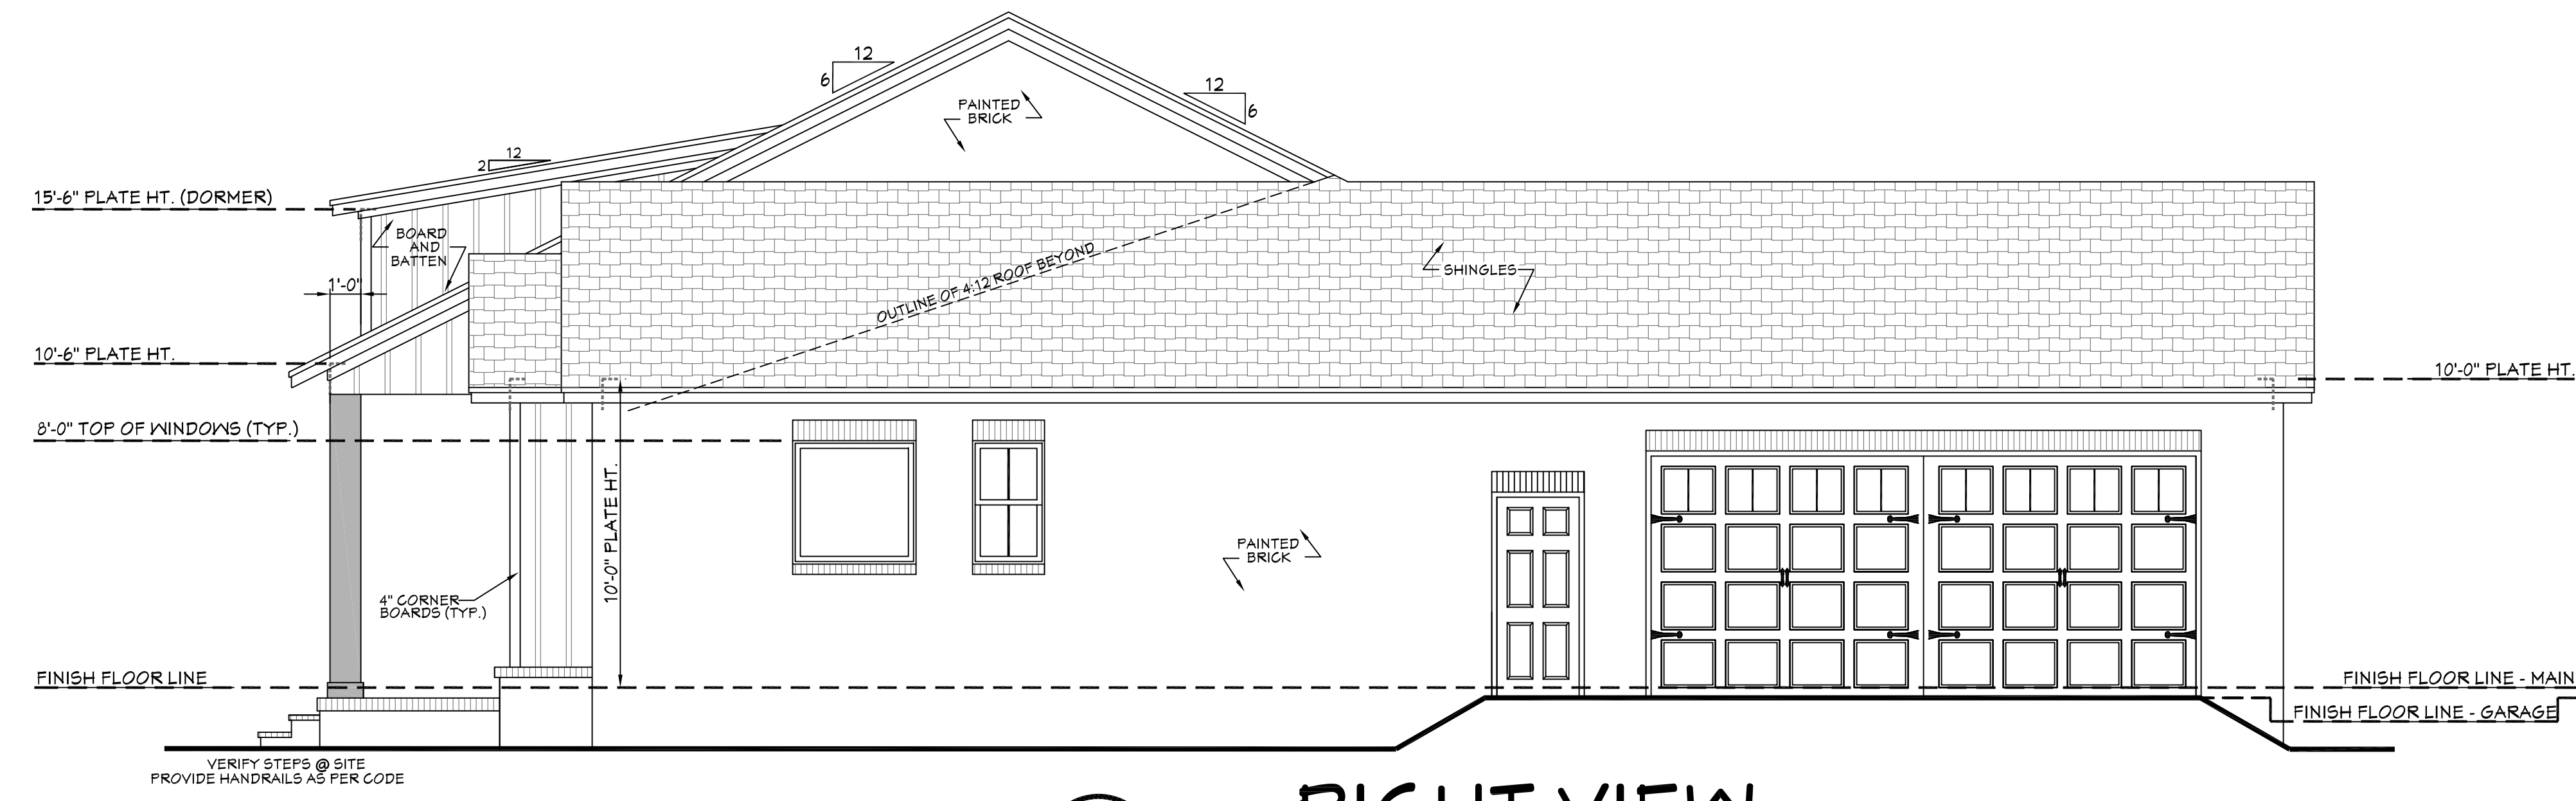 12
6
12
6
PAINTED
BRICK
12
2
15'-6" PLATE HT. (DORMER)
BOARD
AND
BATTEN
1'-0"
OUTLINE OF 4:12 ROOF BEYOND
SHINGLES
10'-6" PLATE HT.
10'-0" PLATE HT.
8'-0" TOP OF WINDOWS (TYP.)
10'-0" PLATE HT.
PAINTED
BRICK
4" CORNER
BOARDS (TYP.)
FINISH FLOOR LINE
FINISH FLOOR LINE - MAIN
FINISH FLOOR LINE - GARAGE
VERIFY STEPS @ SITE
PROVIDE HANDRAILS AS PER CODE
RIGHT VIEW